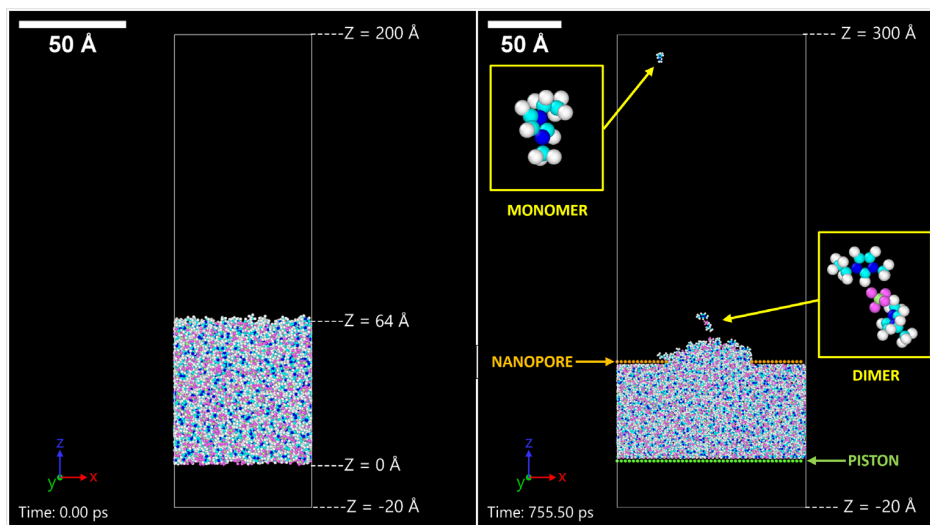 50 Å
Z = 200 Å
Z = 64 Å
Z = 0 Å
Z = -20 Å
z
y
x
Time: 0.00 ps
50 Å
Z = 300 Å
MONOMER
NANOPORE
DIMER
PISTON
z
y
x
Z = -20 Å
Time: 755.50 ps